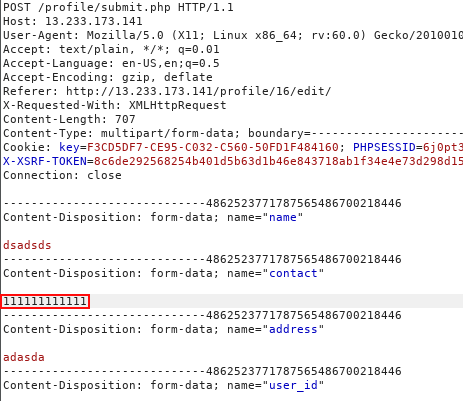 POST /profile/submit.php HTTP/1.1
Host: 13.233.173.141
User-Agent: Mozilla/5.0 (X11; Linux x86_64; rv:60.0) Gecko/2010010
Accept: text/plain, */*; q=0.01
Accept-Language: en-US,en;q=0.5
Accept-Encoding: gzip, deflate
Referer: http://13.233.173.141/profile/16/edit/
X-Requested-With: XMLHttpRequest
Content-Length: 707
Content-Type: multipart/form-data; boundary=----------------------
Cookie: key=F3CD5DF7-CE95-C032-C560-50FD1F484160; PHPSESSID=6j0pt3
X-XSRF-TOKEN=8c6de292568254b401d5b63d1b46e843718ab1f34e4e73d298d15
Connection: close
-----------------------------4862523771787565486700218446
Content-Disposition: form-data; name="name"
dsadsds
-----------------------------4862523771787565486700218446
Content-Disposition: form-data; name="contact"
1111111111111
-----------------------------4862523771787565486700218446
Content-Disposition: form-data; name="address"
adasda
-----------------------------4862523771787565486700218446
Content-Disposition: form-data; name="user_id"